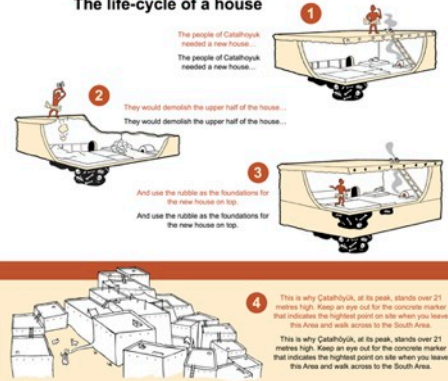 The life-cycle of a house
1
The people of Catalhoyuk
needed a new house…
The people of Catalhoyuk
needed a new house…
2
They would demolish the upper half of the house…
They would demolish the upper half of the house…
3
And use the rubble as the foundations for
the new house on top.
And use the rubble as the foundations for
the new house on top.
4
This is why Çatalhöyük, at its peak, stands over 21
metres high. Keep an eye out for the concrete marker
that indicates the hightest point on site when you leave
this Area and walk across to the South Area.
This is why Çatalhöyük, at its peak, stands over 21
metres high. Keep an eye out for the concrete marker
that indicates the hightest point on site when you leave
this Area and walk across to the South Area.